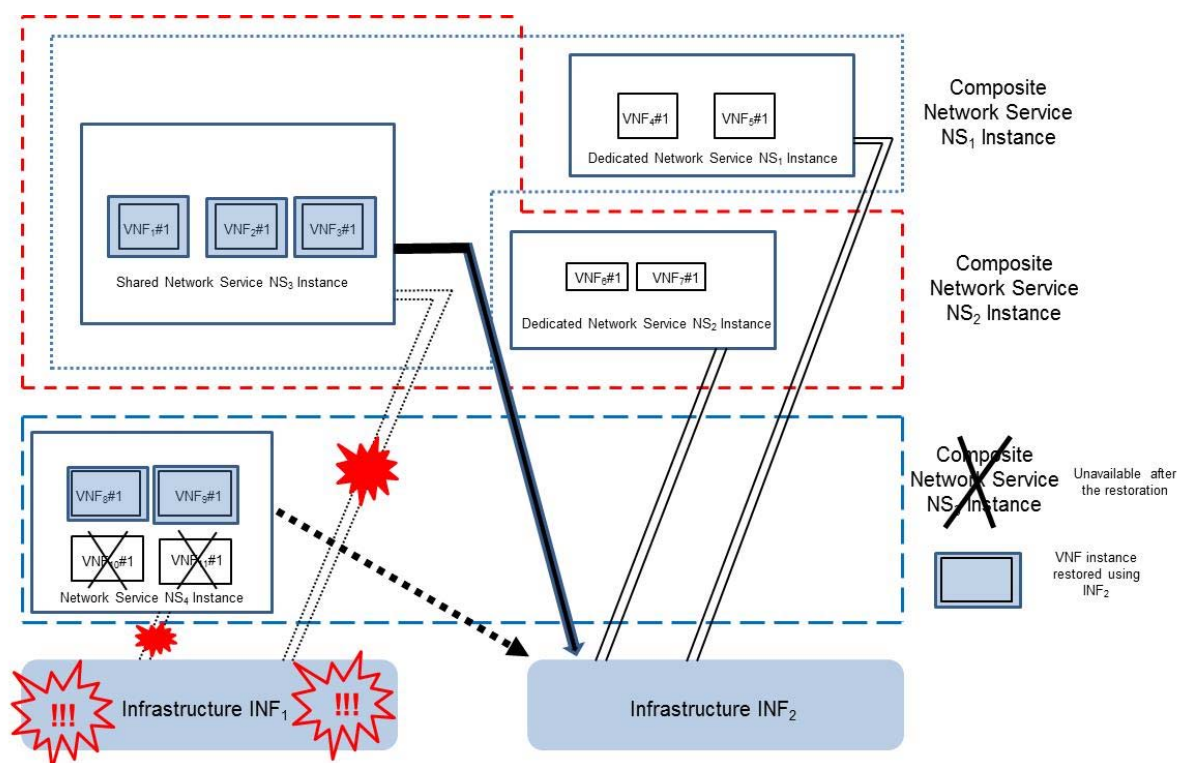 Composite
Network Service
NS₁ Instance
VNF₄#1
VNF₅#1
Dedicated Network Service NS₁ Instance
VNF₁#1
VNF₂#1
VNF₃#1
Shared Network Service NS₃ Instance
VNF₆#1
VNF₇#1
Dedicated Network Service NS₂ Instance
Composite
Network Service
NS₂ Instance
VNF₈#1
VNF₉#1
VNF₁₀#1
VNF₁₁#1
Network Service NS₄ Instance
Composite
Network Service
Instance
Unavailable after
the restoration
VNF instance
restored using
INF₂
!!!
Infrastructure INF₁
!!!
Infrastructure INF₂